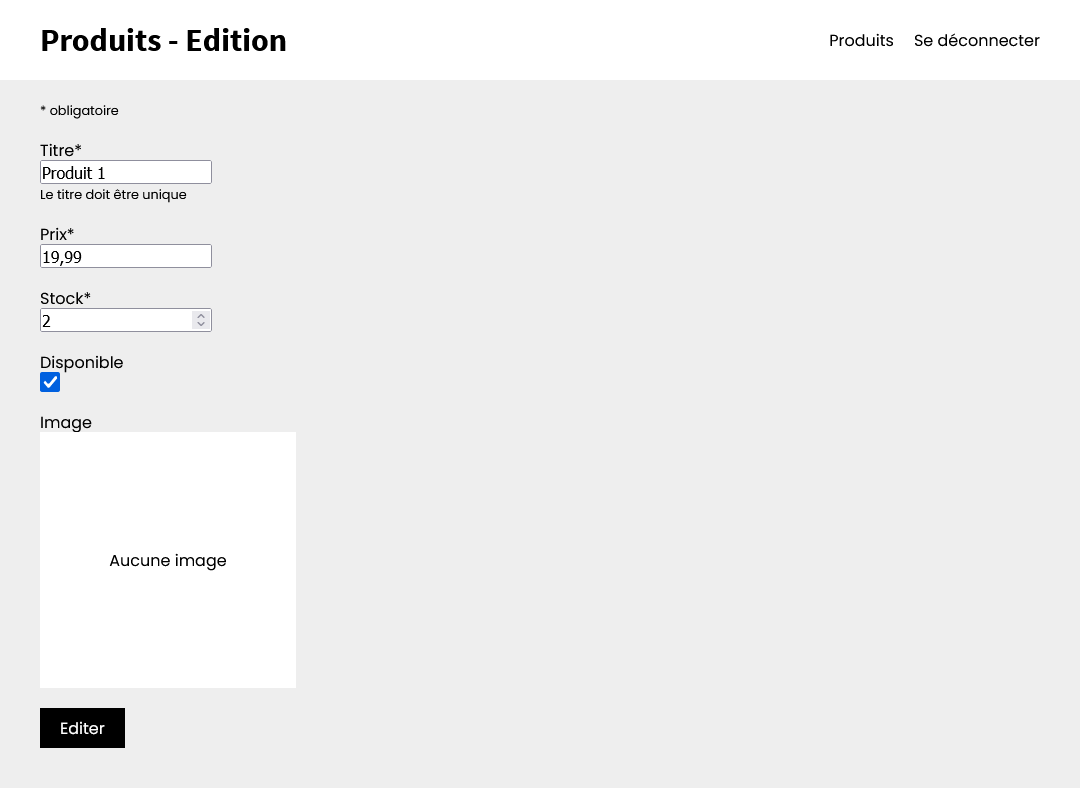 Produits - Edition
Produits
Se déconnecter
* obligatoire
Titre*
Produit 1
Le titre doit être unique
Prix*
19,99
Stock*
2
Disponible
Image
Aucune image
Editer